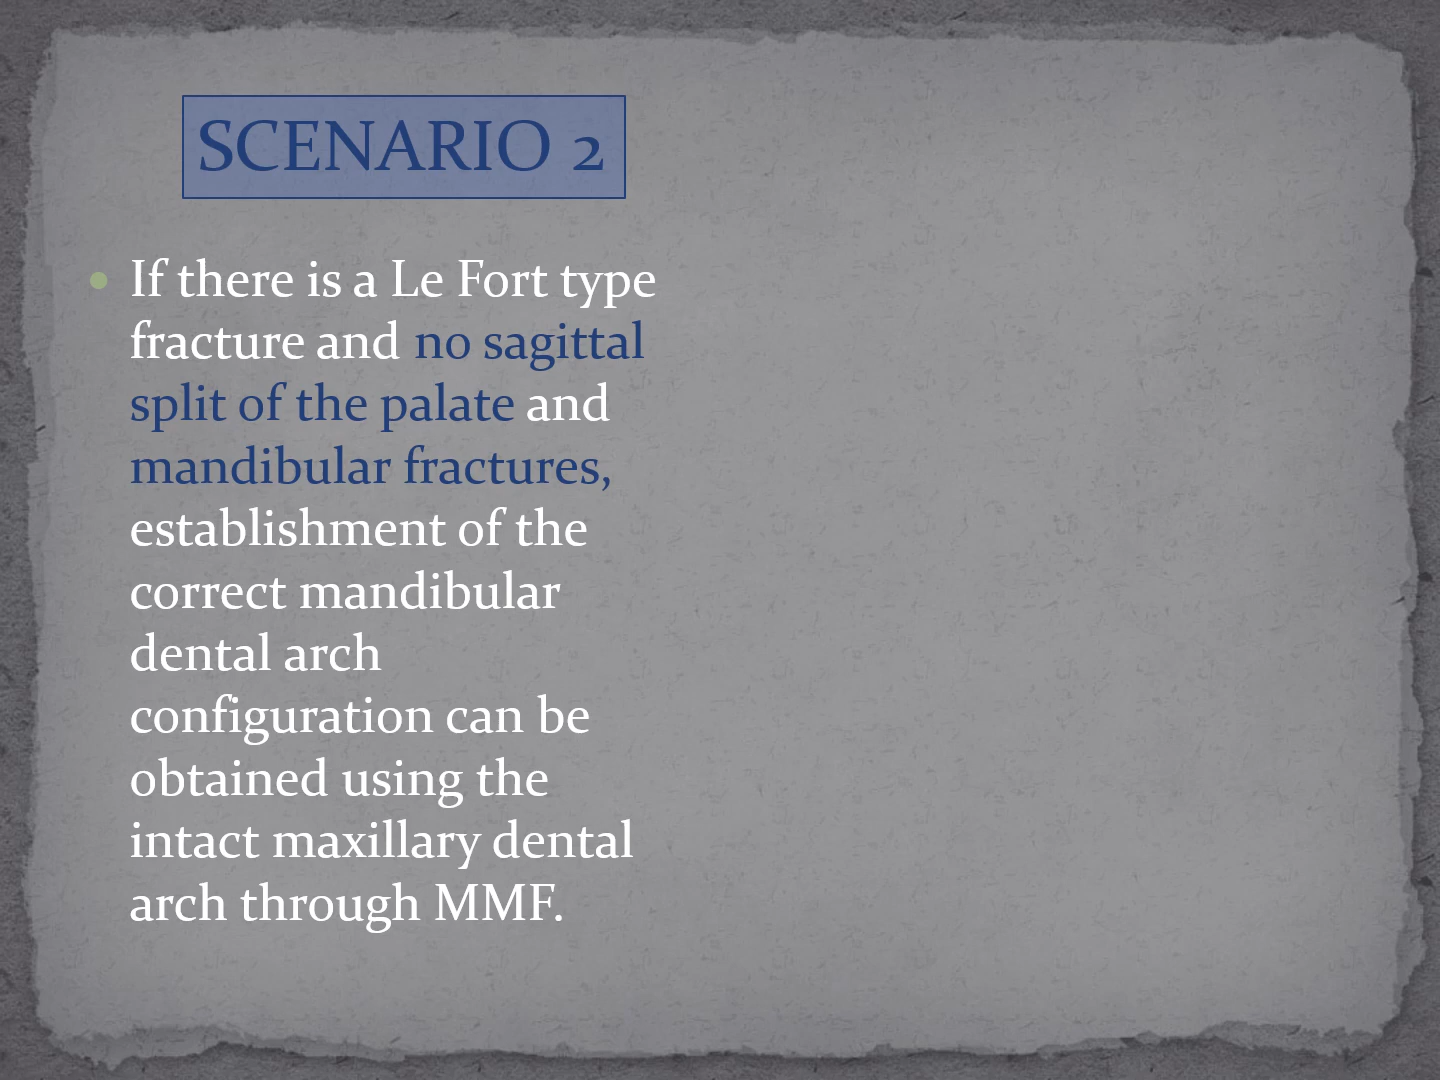 SCENARIO 2
If there is a Le Fort type
fracture and no sagittal
split of the palate and
mandibular fractures,
establishment of the
correct mandibular
dental arch
configuration can be
obtained using the
intact maxillary dental
arch through MMF.